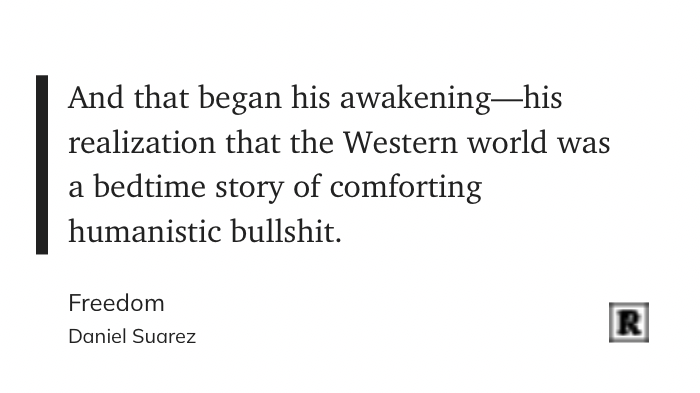 And that began his awakening—his
realization that the Western world was
a bedtime story of comforting
humanistic bullshit.
Freedom
Daniel Suarez
R